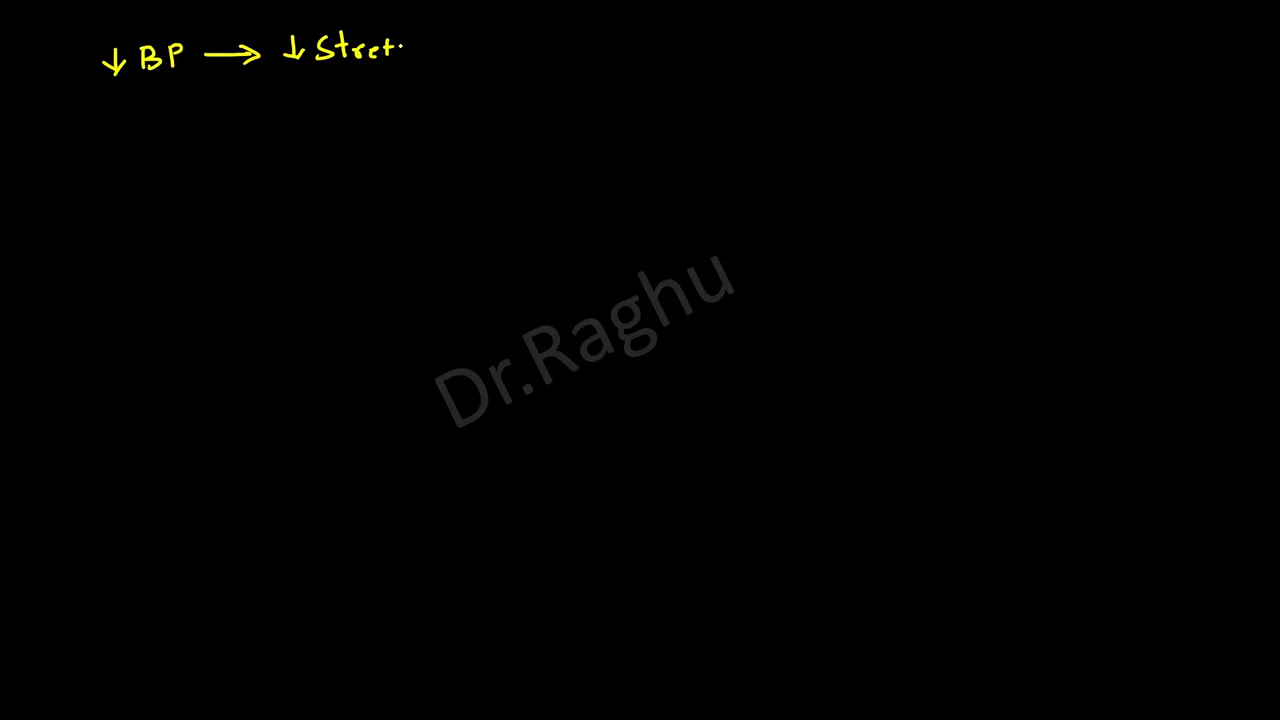 ↓ BP → ↓ Stret
Dr.Raghu